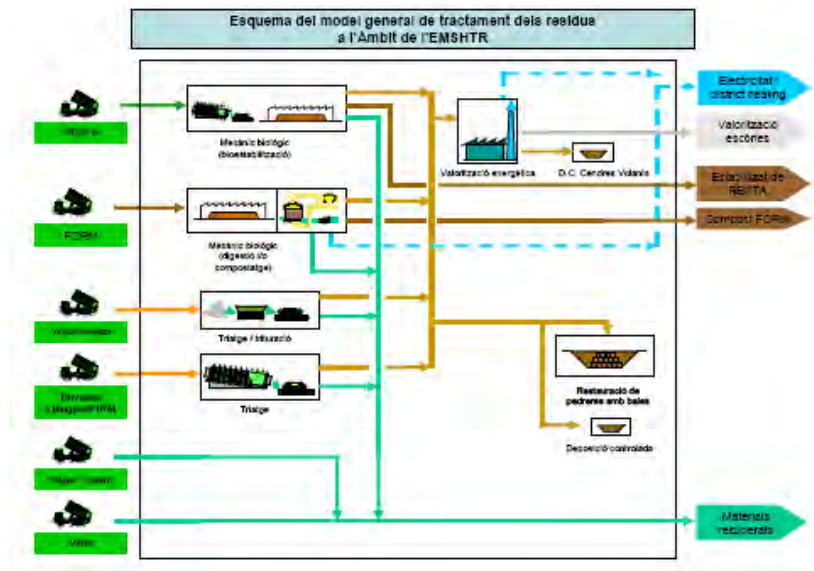 Esquema del model general de tractament dels residus
a l'Àmbit de l'EMSHTR
Electricitat
district heating
Mecànic biològic
(bioestabilització)
Valorització
escòries
Valorització energètica
D.C. Cendres Volants
Estabilitzat de
FORM
Compost FORM
Mecànic biològic
(digestió i/o
compostatge)
Triatge / trituració
Triatge
Restauració de
pedreres amb bales
Deposició controlada
Vidre
Materials